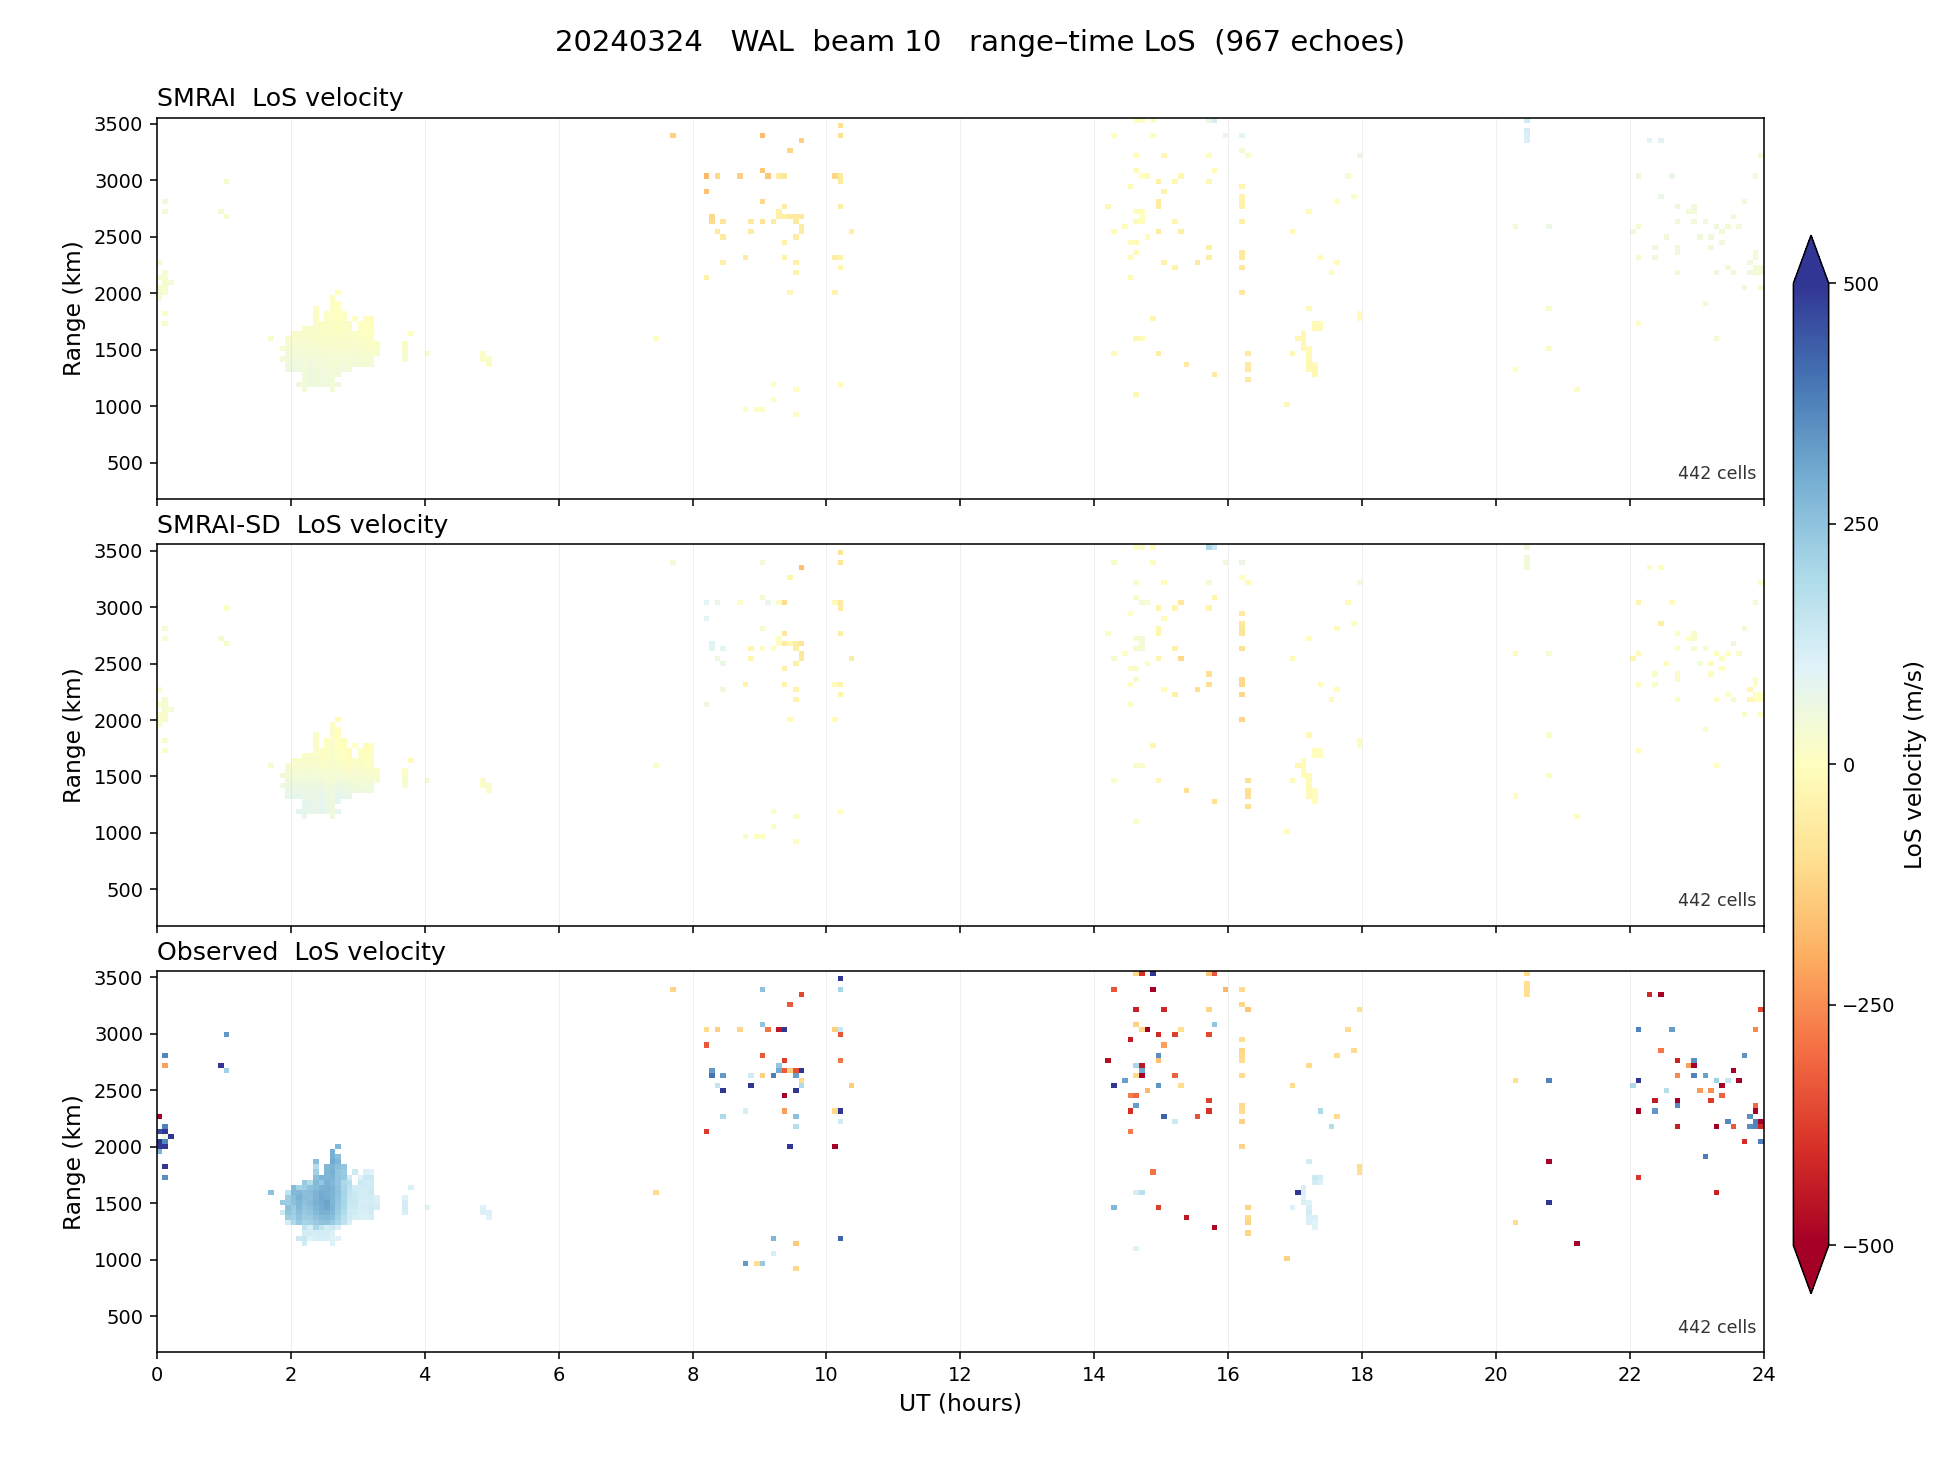 20240324   WAL  beam 10   range–time LoS  (967 echoes)
SMRAI  LoS velocity
3500
3000
2500
2000
1500
1000
500
Range (km)
442 cells
SMRAI-SD  LoS velocity
3500
3000
2500
2000
1500
1000
500
Range (km)
442 cells
Observed  LoS velocity
3500
3000
2500
2000
1500
1000
500
Range (km)
442 cells
0 2 4 6 8 10 12 14 16 18 20 22 24
UT (hours)
500
250
0
−250
−500
LoS velocity (m/s)